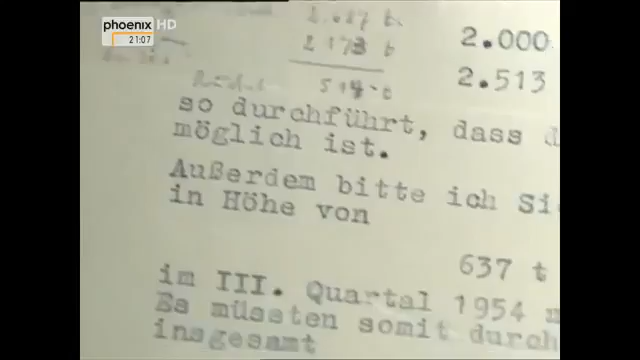 phoenix HD
21:07
2173 t 2.000
2.513
so durchführt, dass d
möglich ist.
Außerdem bitte ich Si
in Höhe von
637 t
im III. Quartal 1954
Es müssten somit durch
insgesamt